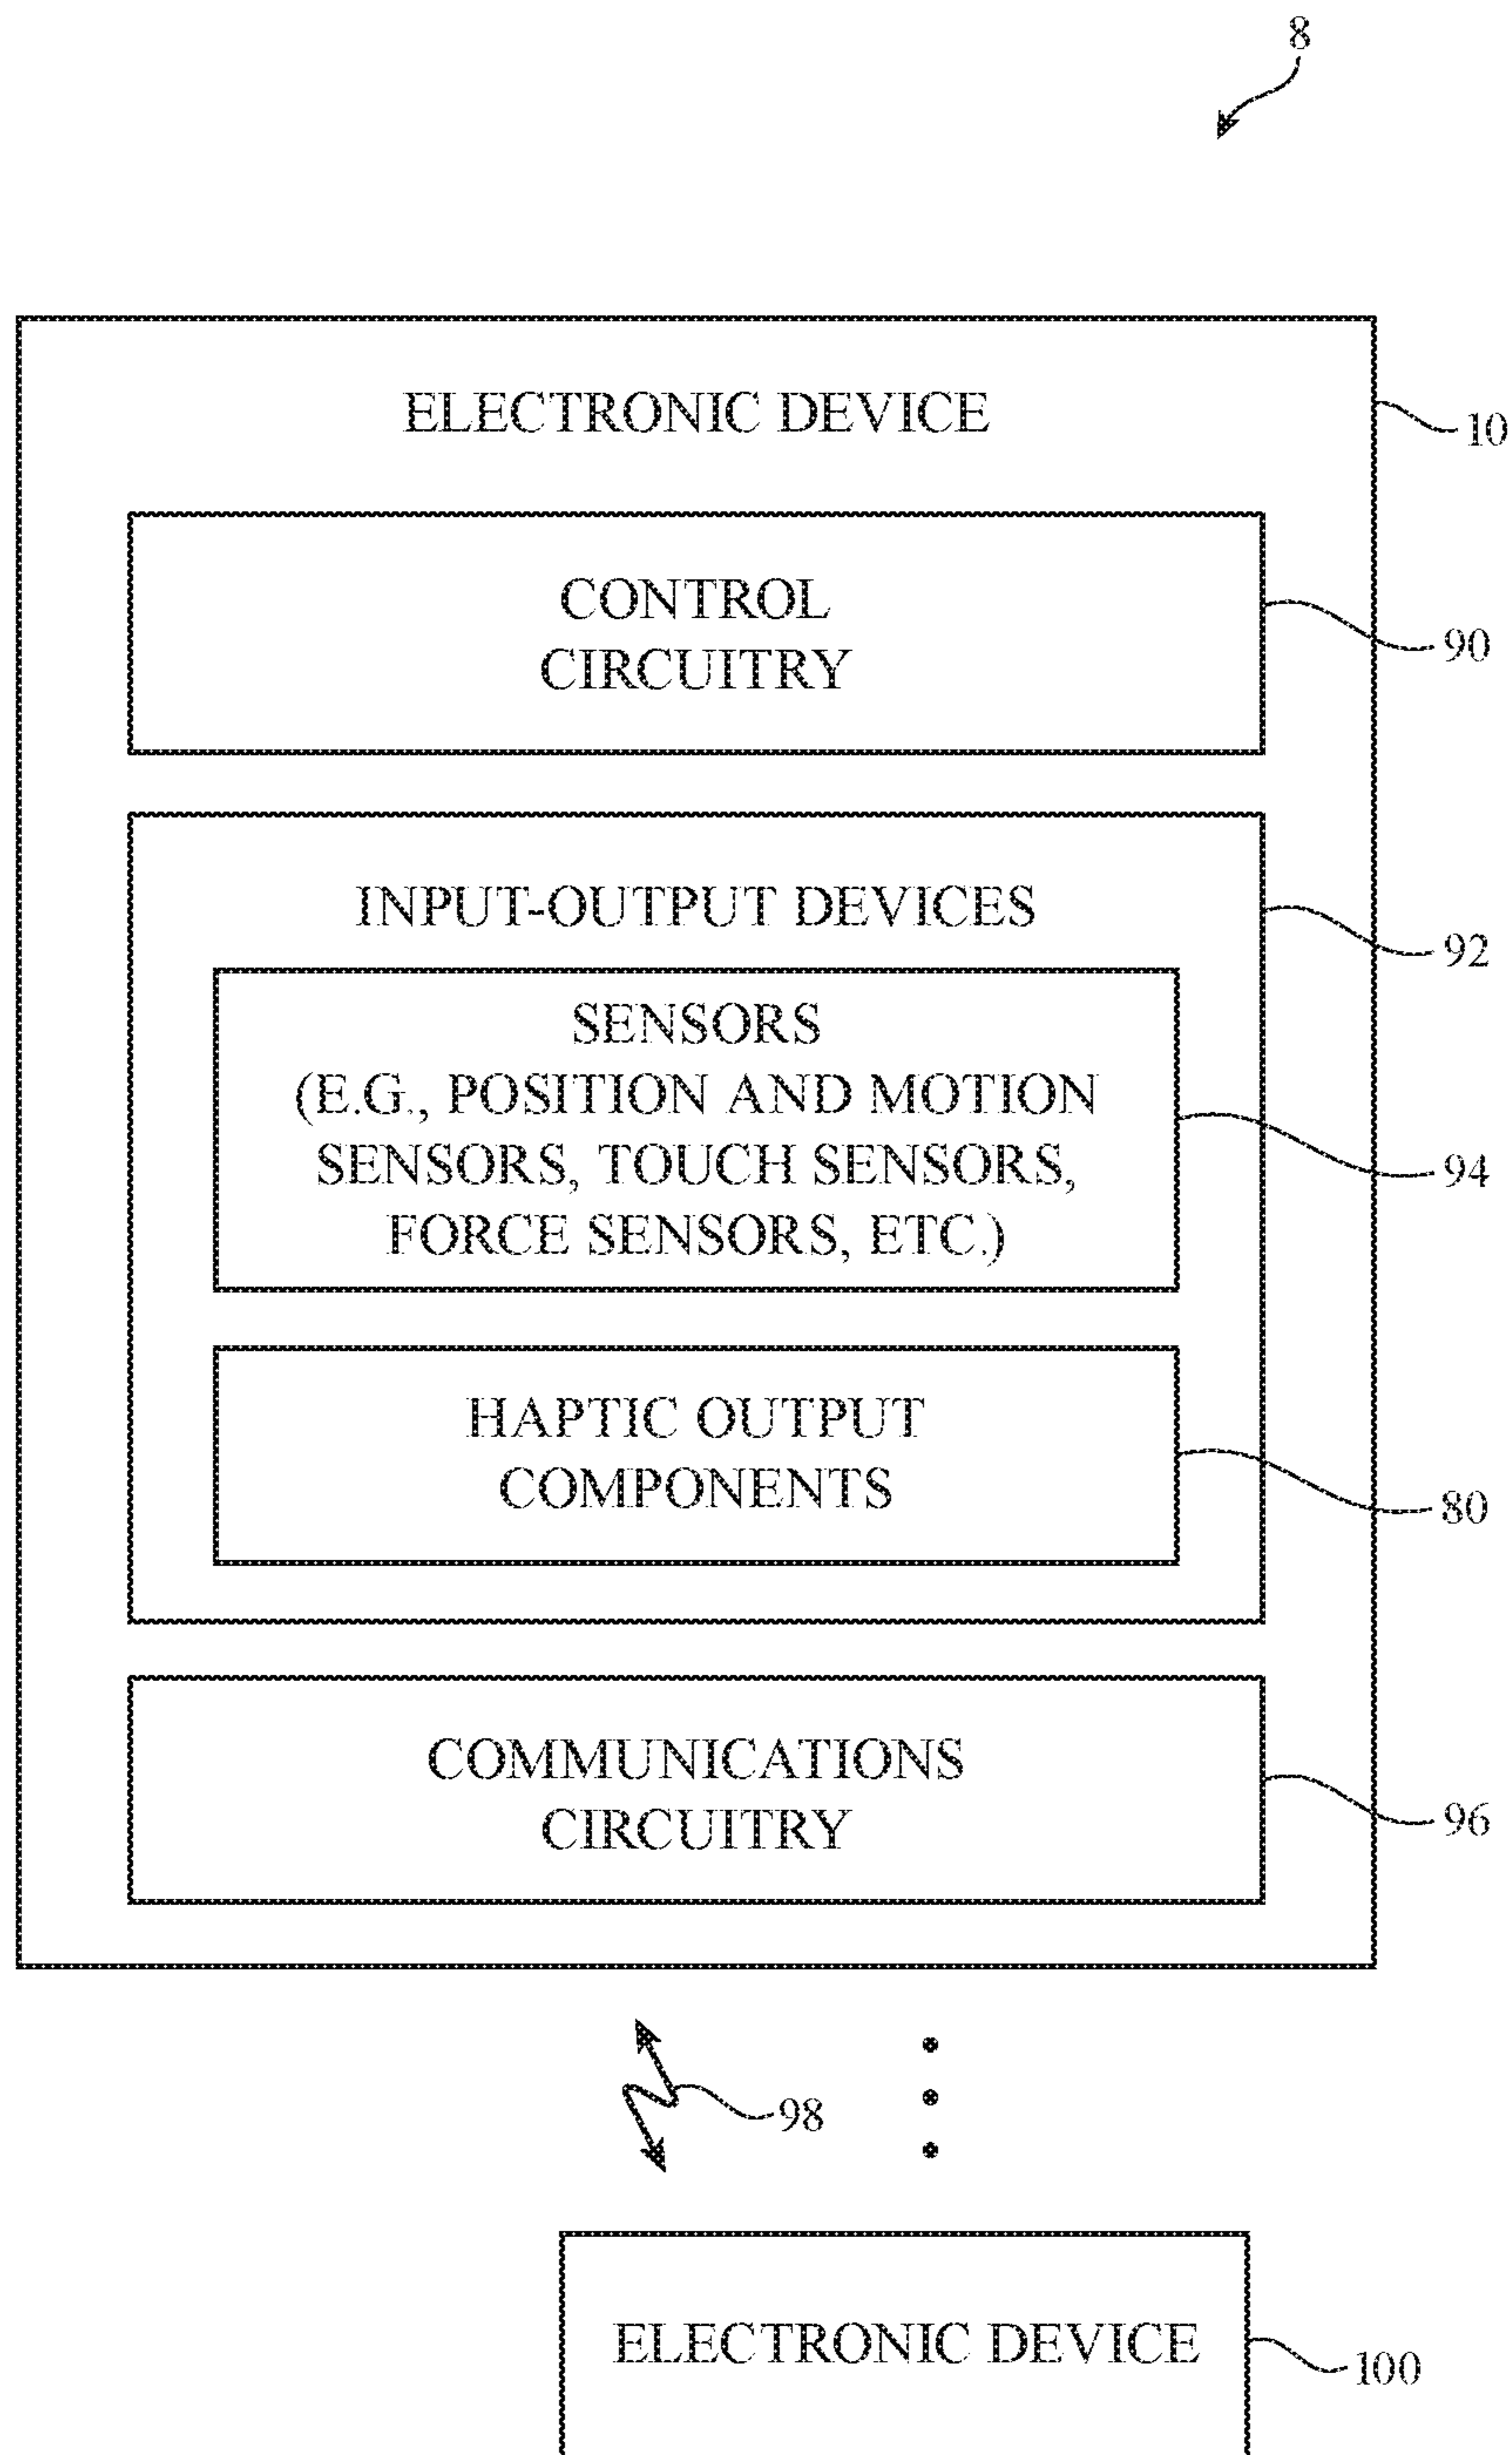 8
ELECTRONIC DEVICE
10
CONTROL
CIRCUITRY
90
INPUT-OUTPUT DEVICES
92
SENSORS
(E.G., POSITION AND MOTION
SENSORS, TOUCH SENSORS,
FORCE SENSORS, ETC.)
94
HAPTIC OUTPUT
COMPONENTS
80
COMMUNICATIONS
CIRCUITRY
96
98
ELECTRONIC DEVICE
100